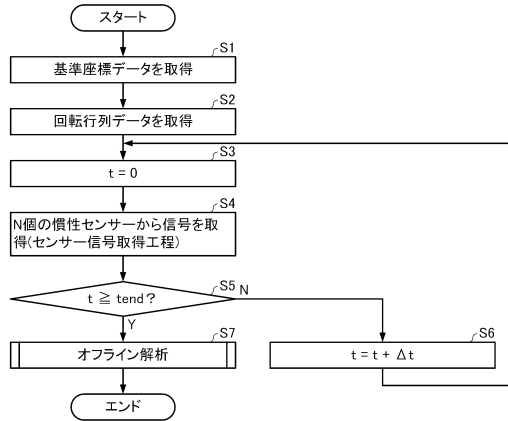 スタート
S1
基準座標データを取得
S2
回転行列データを取得
S3
t = 0
S4
N個の慣性センサーから信号を取
得(センサー信号取得工程)
S5
t ≧ tend?
N
Y
S6
t = t + Δt
S7
オフライン解析
エンド